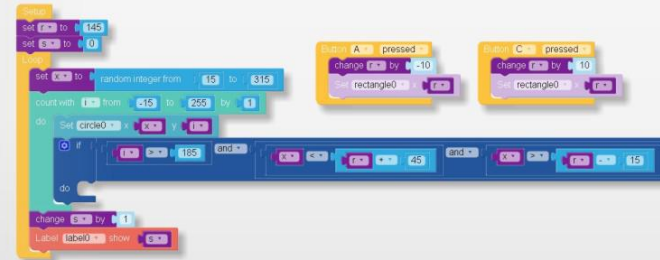 Setup
set r to 145
set s to 0
Loop
set x to random integer from 15 to 315
count with i from -15 to 255 by 1
do Set circle0 x x y i
if i > 185 and x < r + 45 and x > r - 15
do
change s by 1
Label label0 show s
Button A pressed
change r by -10
Set rectangle0 x r
Button C pressed
change r by 10
Set rectangle0 x r